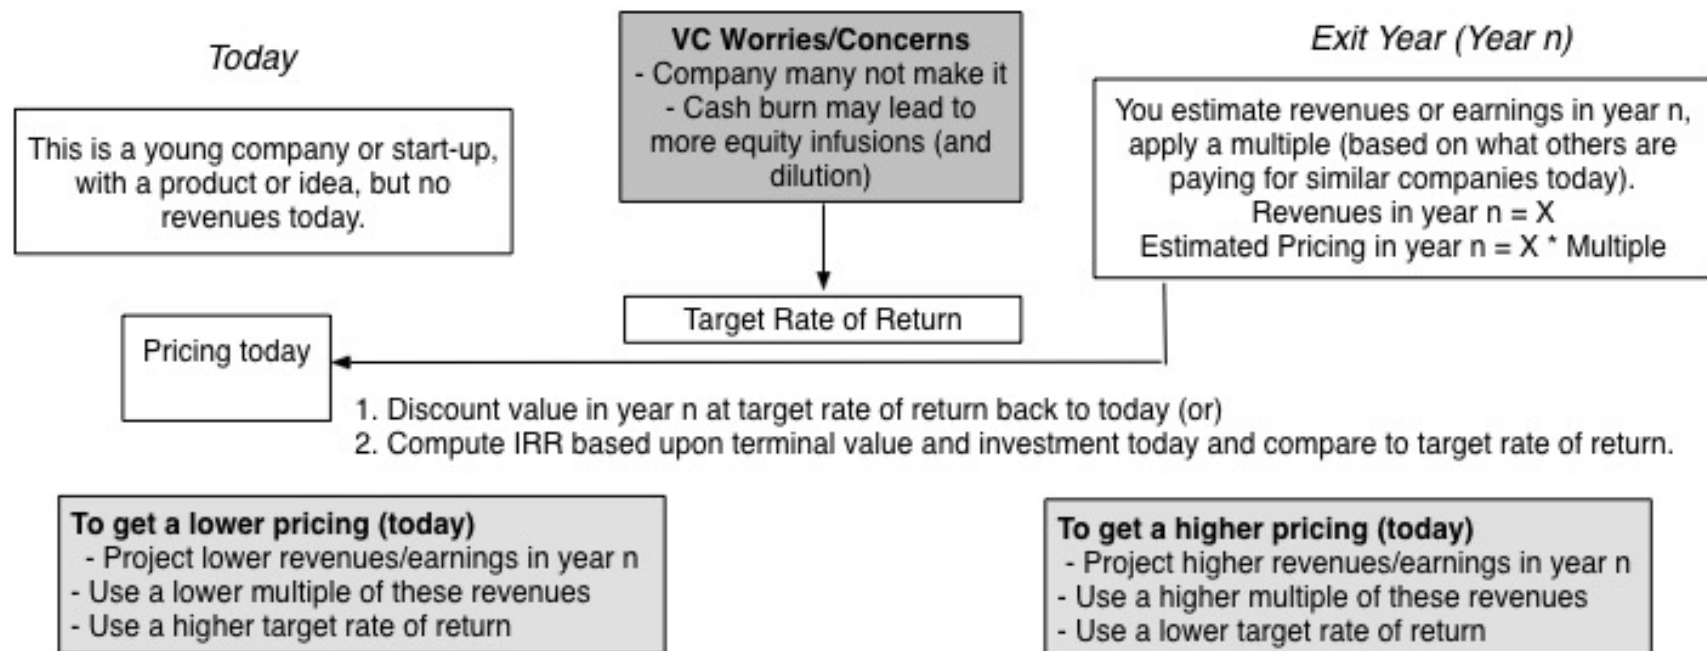 Today
This is a young company or start-up,
with a product or idea, but no
revenues today.
VC Worries/Concerns
- Company many not make it
- Cash burn may lead to
more equity infusions (and
dilution)
Exit Year (Year n)
You estimate revenues or earnings in year n,
apply a multiple (based on what others are
paying for similar companies today).
Revenues in year n = X
Estimated Pricing in year n = X * Multiple
Target Rate of Return
Pricing today
1. Discount value in year n at target rate of return back to today (or)
2. Compute IRR based upon terminal value and investment today and compare to target rate of return.
To get a lower pricing (today)
- Project lower revenues/earnings in year n
- Use a lower multiple of these revenues
- Use a higher target rate of return
To get a higher pricing (today)
- Project higher revenues/earnings in year n
- Use a higher multiple of these revenues
- Use a lower target rate of return